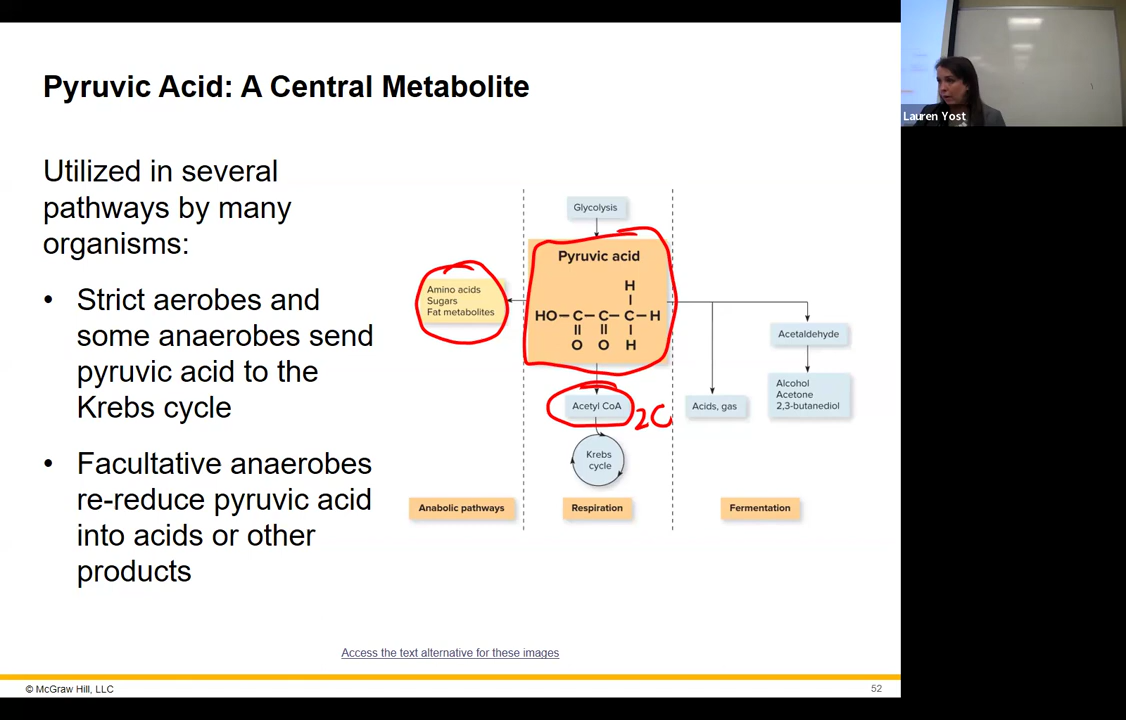 Pyruvic Acid: A Central Metabolite
Lauren Yost
Utilized in several
pathways by many
organisms:
• Strict aerobes and
some anaerobes send
pyruvic acid to the
Krebs cycle
• Facultative anaerobes
re-reduce pyruvic acid
into acids or other
products
Glycolysis
Pyruvic acid
H
HO–C–C–C–H
O O H
Amino acids
Sugars
Fat metabolites
Acetyl CoA
2C
Krebs
cycle
Acids, gas
Acetaldehyde
Alcohol
Acetone
2,3-butanediol
Anabolic pathways
Respiration
Fermentation
Access the text alternative for these images
© McGraw Hill, LLC
52